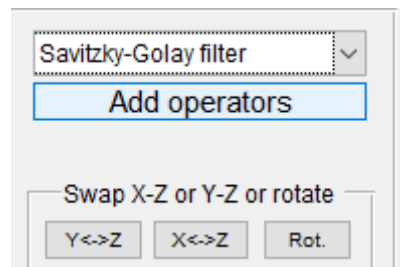 Savitzky-Golay filter
Add operators
Swap X-Z or Y-Z or rotate
Y<->Z X<->Z Rot.